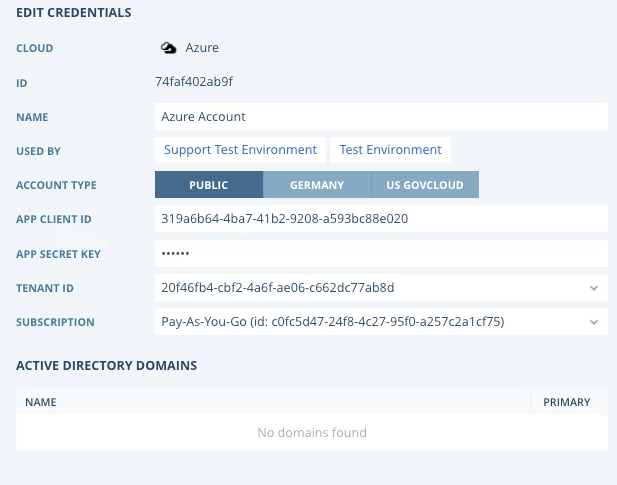 EDIT CREDENTIALS
CLOUD Azure
ID 74faf402ab9f
NAME Azure Account
USED BY Support Test Environment Test Environment
ACCOUNT TYPE PUBLIC GERMANY US GOVCLOUD
APP CLIENT ID 319a6b64-4ba7-41b2-9208-a593bc88e020
APP SECRET KEY ••••••
TENANT ID 20f46fb4-cbf2-4a6f-ae06-c662dc77ab8d
SUBSCRIPTION Pay-As-You-Go (id: c0fc5d47-24f8-4c27-95f0-a257c2a1cf75)
ACTIVE DIRECTORY DOMAINS
NAME PRIMARY
No domains found